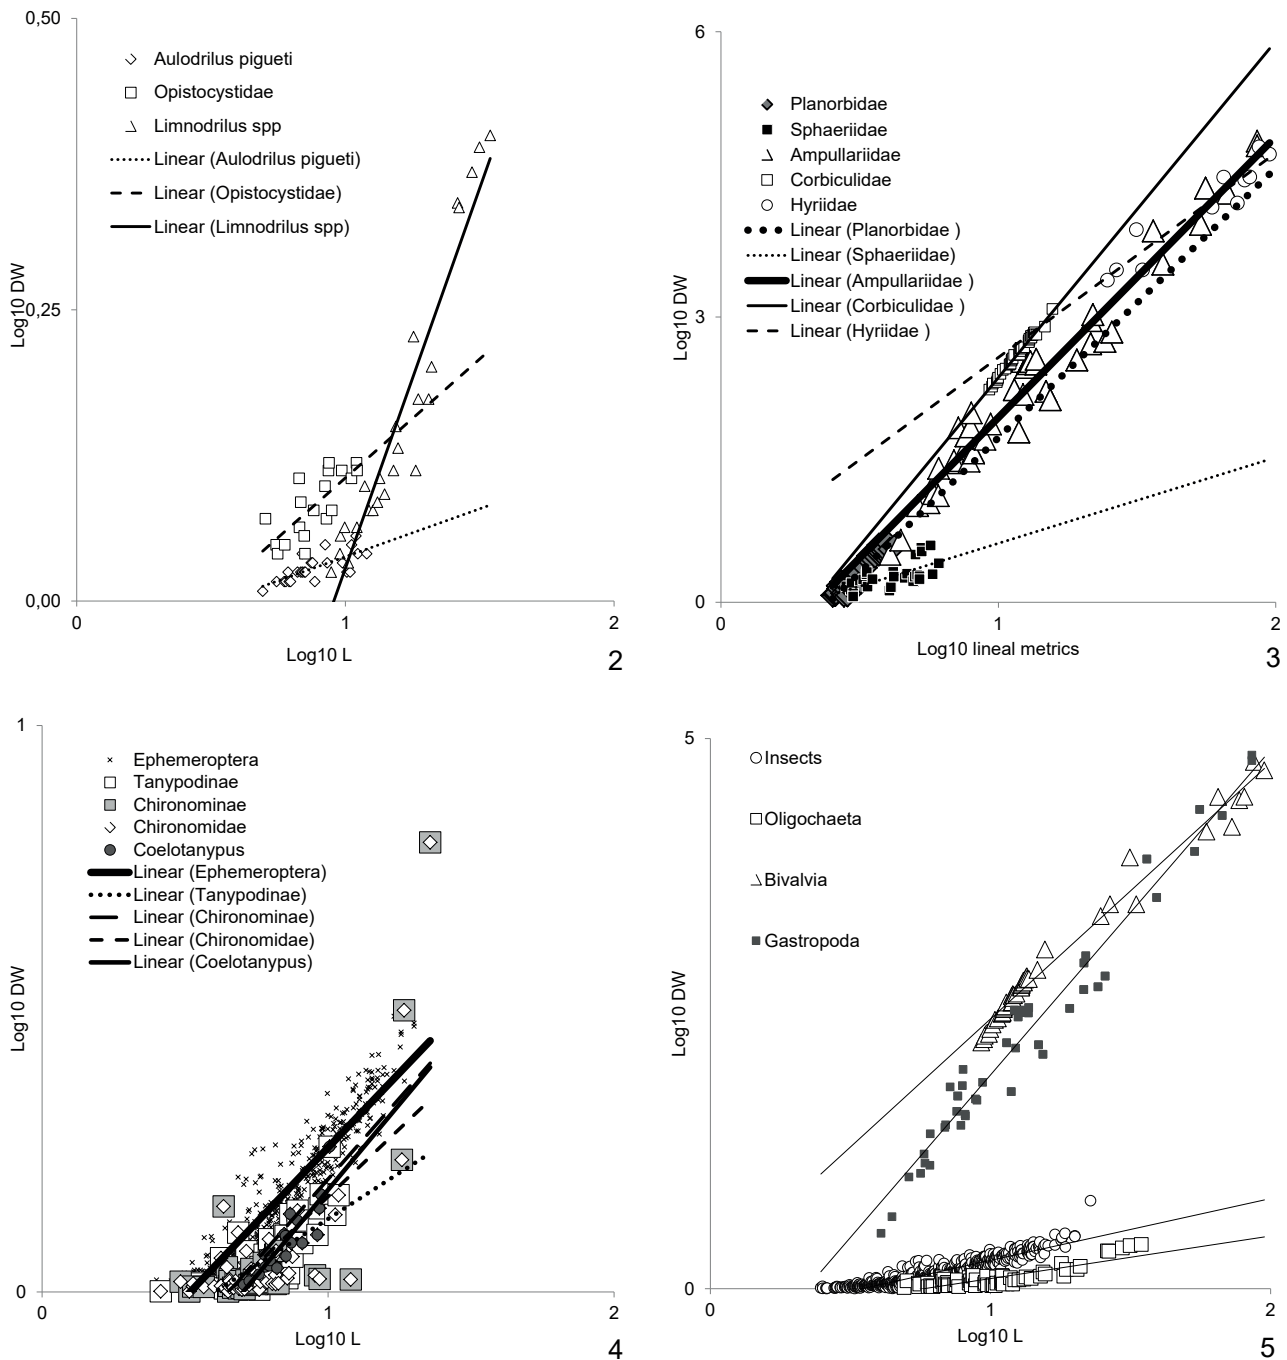 0,50
Aulodrilus pigueti
Opistocystidae
Limnodrilus spp
Linear (Aulodrilus pigueti)
Linear (Opistocystidae)
Linear (Limnodrilus spp)
0,25
Log10 DW
0,00
0
1
2
Log10 L
2
6
Planorbidae
Sphaeriidae
Ampullariidae
Corbiculidae
Hyriidae
Linear (Planorbidae )
Linear (Sphaeriidae)
Linear (Ampullariidae )
Linear (Corbiculidae )
Linear (Hyriidae )
3
Log10 DW
0
0
1
2
Log10 lineal metrics
3
1
Ephemeroptera
Tanypodinae
Chironominae
Chironomidae
Coelotanypus
Linear (Ephemeroptera)
Linear (Tanypodinae)
Linear (Chironominae)
Linear (Chironomidae)
Linear (Coelotanypus)
Log10 DW
0
0
1
2
Log10 L
4
5
Insects
Oligochaeta
Bivalvia
Gastropoda
Log10 DW
0
0
1
2
Log10 L
5